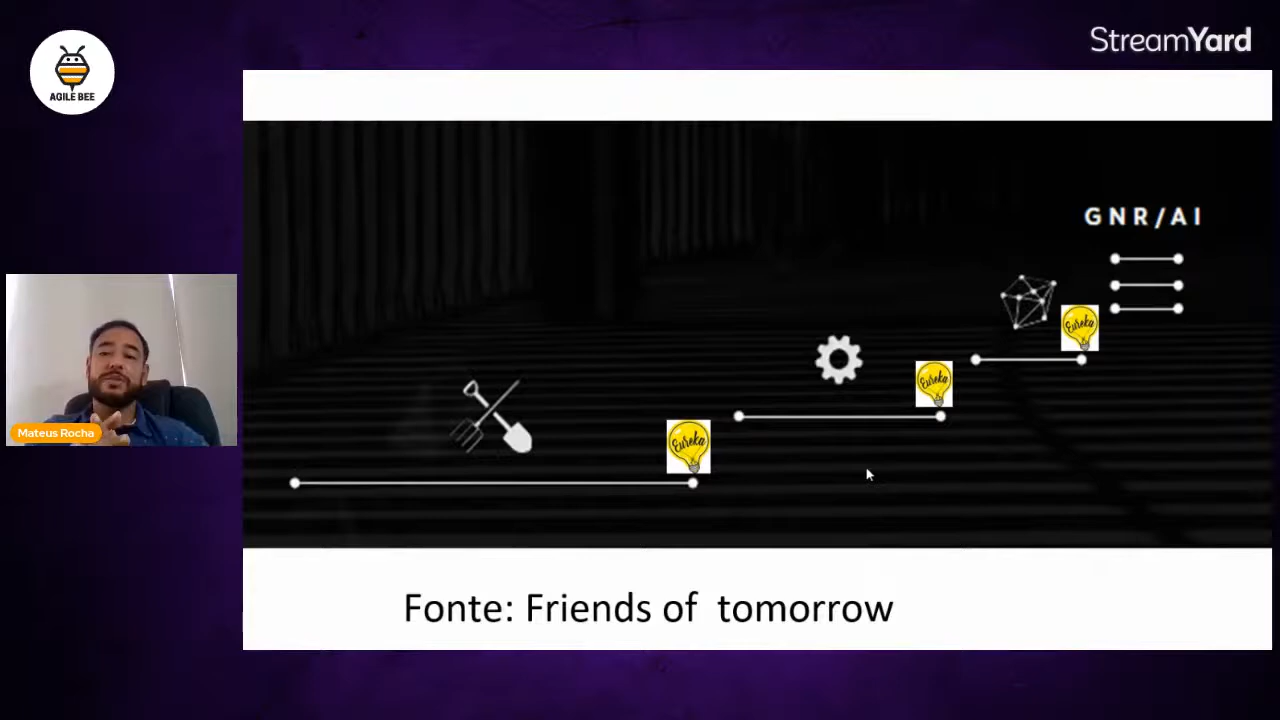 AGILE BEE
StreamYard
GNR/AI
Eureka
Eureka
Eureka
Mateus Rocha
Fonte: Friends of tomorrow